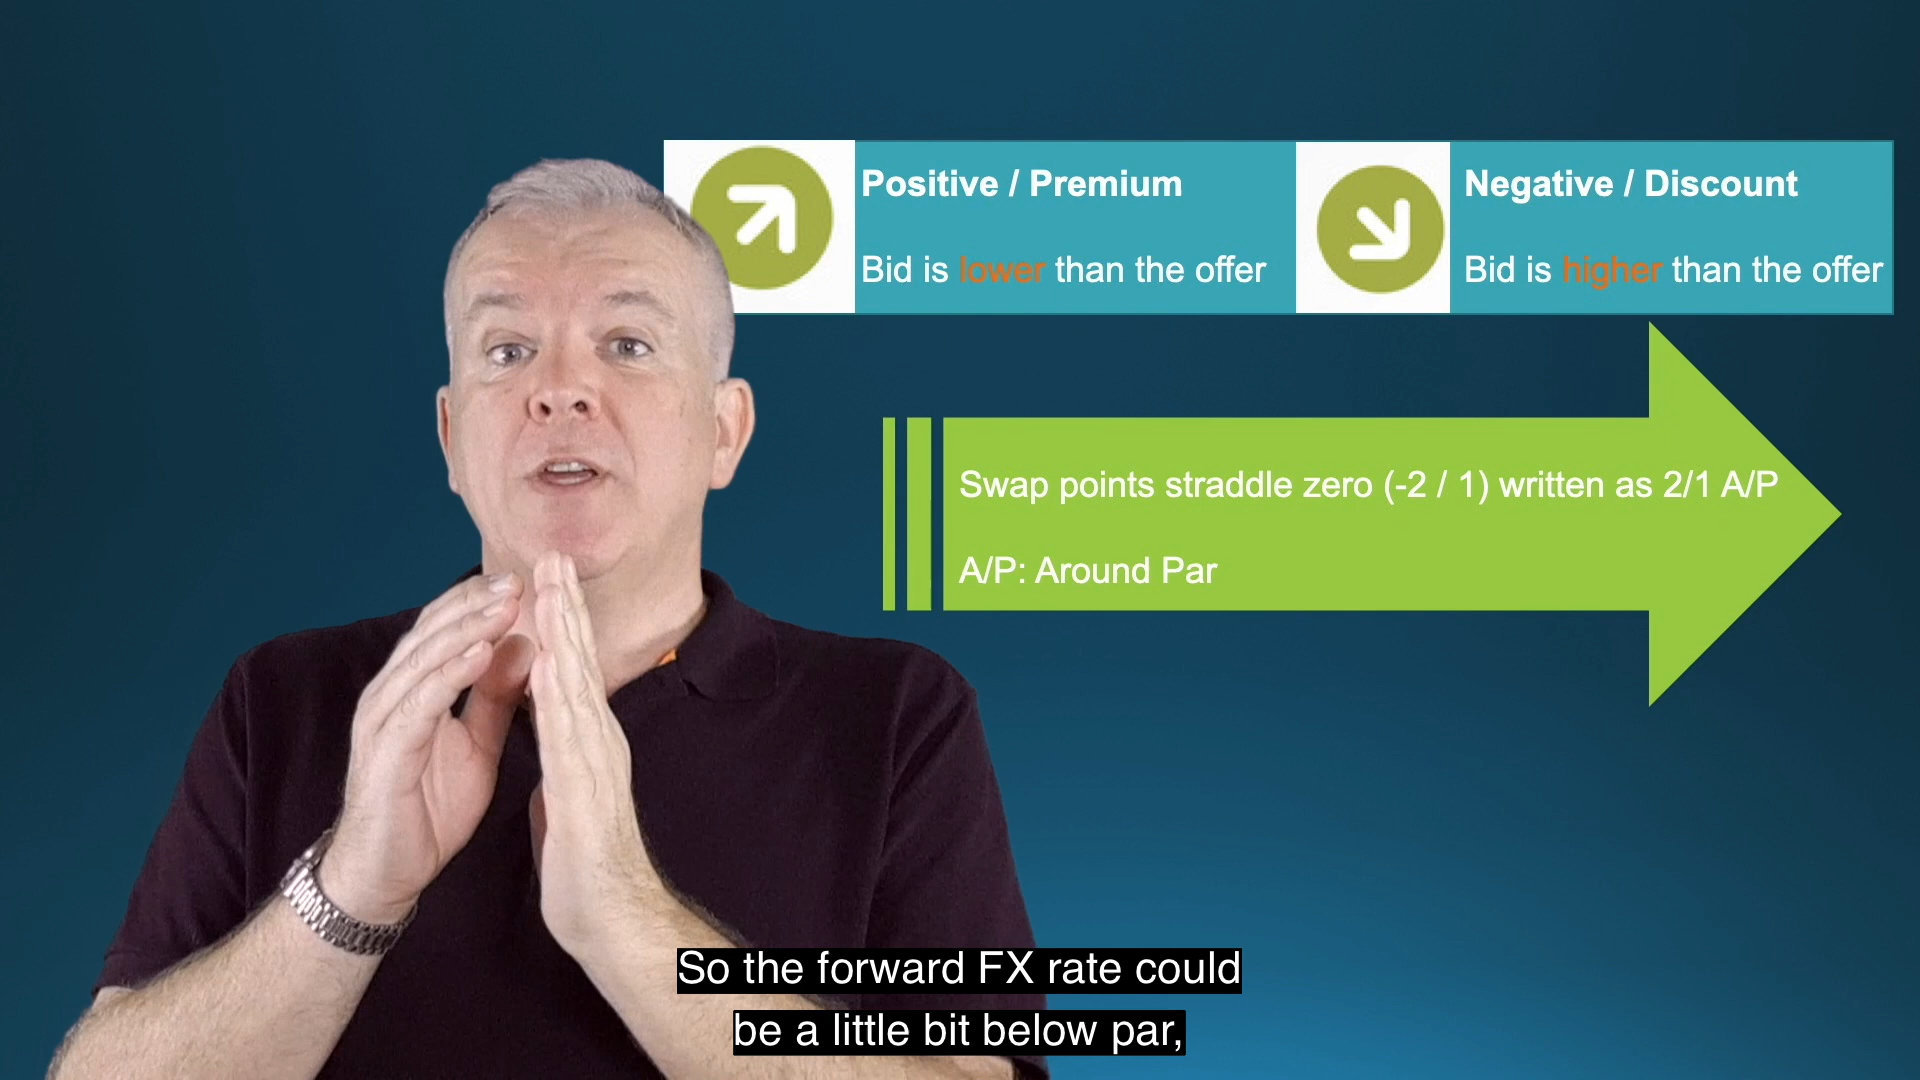 Positive / Premium
Bid is lower than the offer
Negative / Discount
Bid is higher than the offer
Swap points straddle zero (-2 / 1) written as 2/1 A/P
A/P: Around Par
So the forward FX rate could
be a little bit below par,